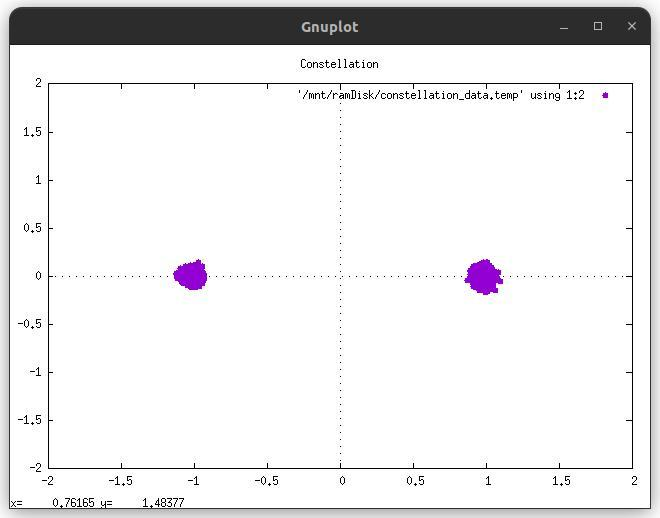 Gnuplot
Constellation
'/mnt/ramDisk/constellation_data.temp' using 1:2
2
1.5
1
0.5
0
-0.5
-1
-1.5
-2
-2 -1.5 -1 -0.5 0 0.5 1 1.5 2
x= 0.76165 y= 1.48377